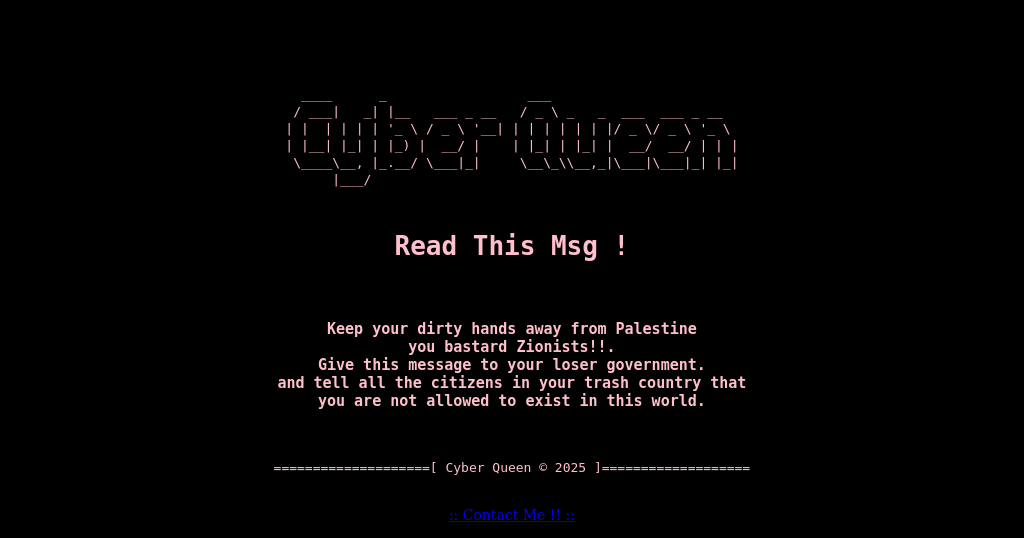 Cyber Queen
Read This Msg !
Keep your dirty hands away from Palestine
you bastard Zionists!!.
Give this message to your loser government.
and tell all the citizens in your trash country that
you are not allowed to exist in this world.
====================[ Cyber Queen © 2025 ]===================
:: Contact Me !! ::